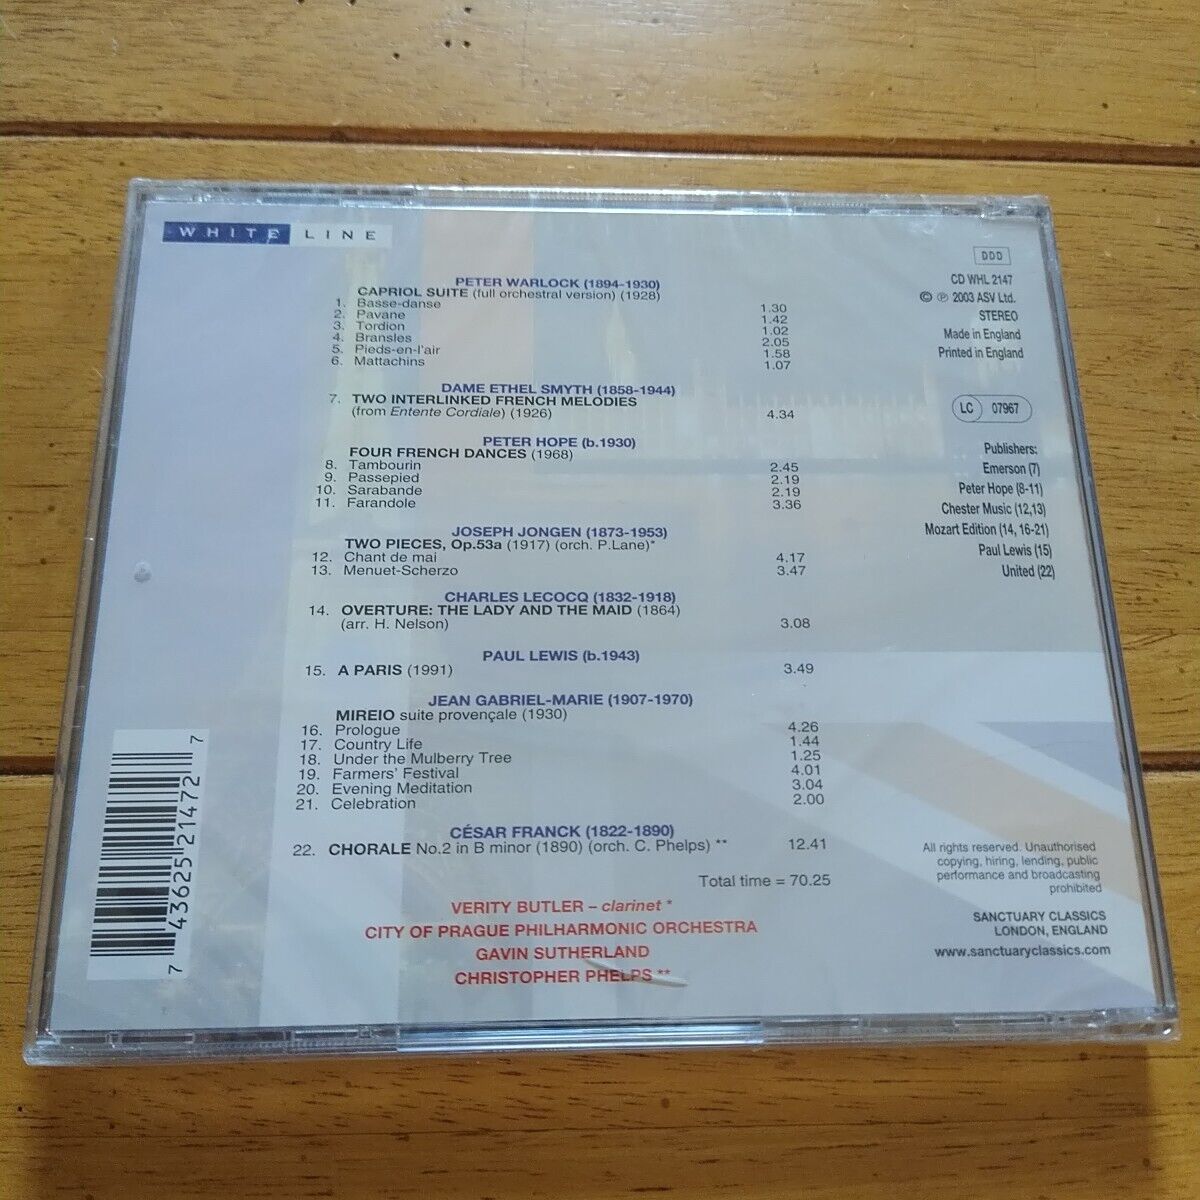 WHITE LINE
PETER WARLOCK (1894-1930)
CAPRIOL SUITE (full orchestral version) (1928)
1. Basse-danse 1.30
2. Pavane 1.42
3. Tordion 1.02
4. Bransles 2.05
5. Pieds-en-l'air 1.58
6. Mattachins 1.07
DAME ETHEL SMYTH (1858-1944)
7. TWO INTERLINKED FRENCH MELODIES
(from Entente Cordiale) (1926) 4.34
PETER HOPE (b.1930)
FOUR FRENCH DANCES (1968)
8. Tambourin 2.45
9. Passepied 2.19
10. Sarabande 2.19
11. Farandole 3.36
JOSEPH JONGEN (1873-1953)
TWO PIECES, Op.53a (1917) (orch. P.Lane)*
12. Chant de mai 4.17
13. Menuet-Scherzo 3.47
CHARLES LECOCQ (1832-1918)
14. OVERTURE: THE LADY AND THE MAID (1864)
(arr. H. Nelson) 3.08
PAUL LEWIS (b.1943)
15. A PARIS (1991) 3.49
JEAN GABRIEL-MARIE (1907-1970)
MIREIO suite provençale (1930)
16. Prologue 4.26
17. Country Life 1.44
18. Under the Mulberry Tree 1.25
19. Farmers' Festival 4.01
20. Evening Meditation 3.04
21. Celebration 2.00
CÉSAR FRANCK (1822-1890)
22. CHORALE No.2 in B minor (1890) (orch. C. Phelps) ** 12.41
Total time = 70.25
VERITY BUTLER – clarinet *
CITY OF PRAGUE PHILHARMONIC ORCHESTRA
GAVIN SUTHERLAND
CHRISTOPHER PHELPS **
DDD
CD WHL 2147
© ℗ 2003 ASV Ltd.
STEREO
Made in England
Printed in England
LC 07967
Publishers:
Emerson (7)
Peter Hope (8-11)
Chester Music (12,13)
Mozart Edition (14, 16-21)
Paul Lewis (15)
United (22)
All rights reserved. Unauthorised
copying, hiring, lending, public
performance and broadcasting
prohibited
SANCTUARY CLASSICS
LONDON, ENGLAND
www.sanctuaryclassics.com
7 43625 21472 7